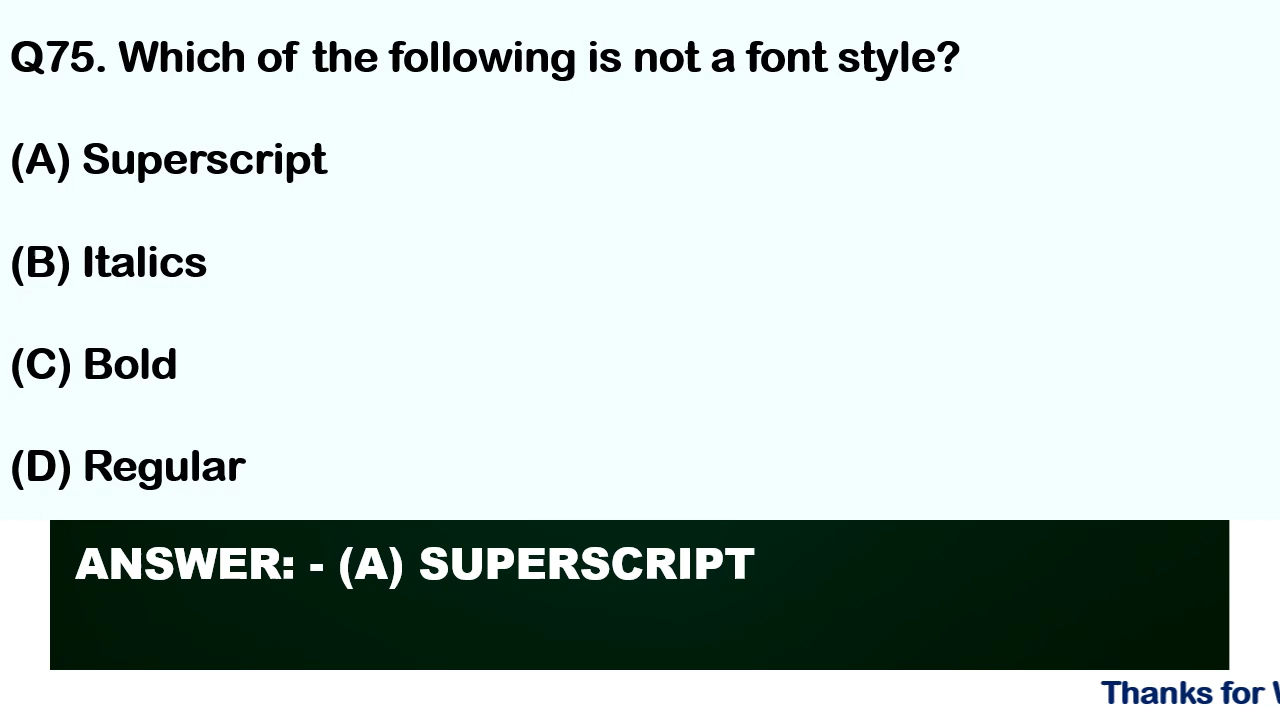 Q75. Which of the following is not a font style?
(A) Superscript
(B) Italics
(C) Bold
(D) Regular
ANSWER: - (A) SUPERSCRIPT
Thanks for